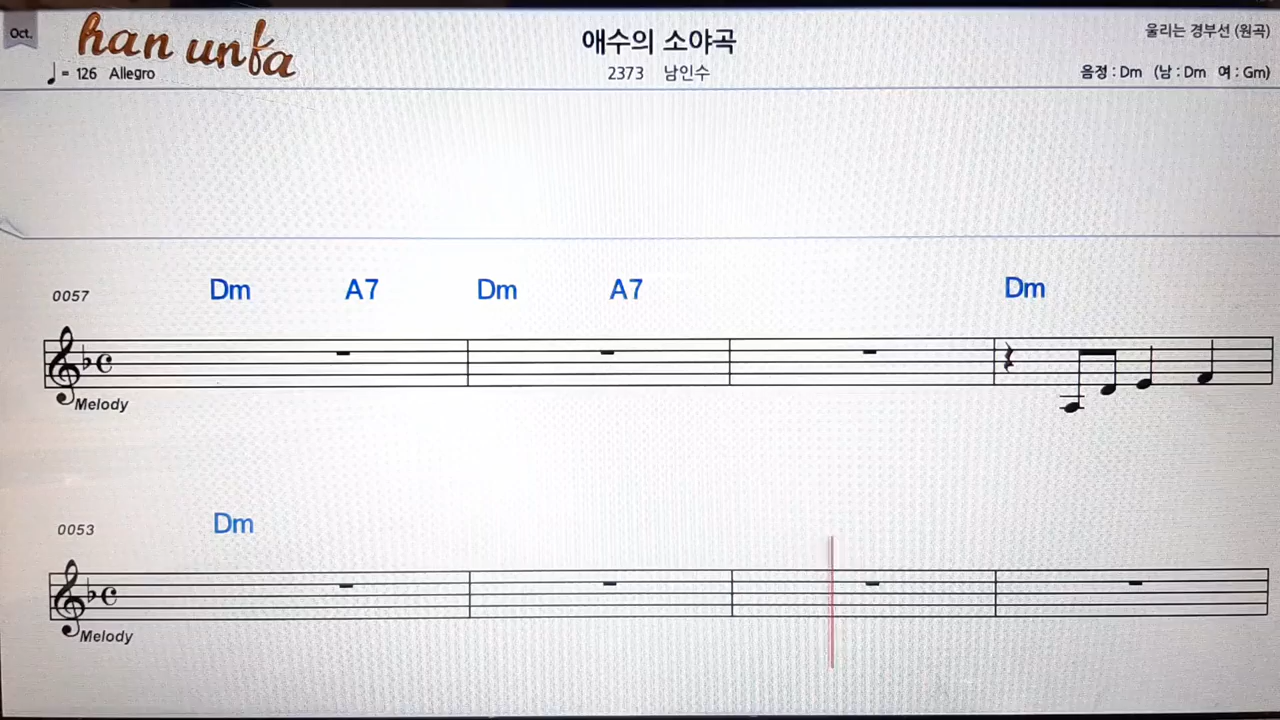 Oct.
han unfa
애수의 소야곡
울리는 경부선 (원곡)
♩ = 126 Allegro
2373 남인수
음정 : Dm (남 : Dm 여 : Gm)
0057
Dm A7 Dm A7 Dm
Melody
0053
Dm
Melody